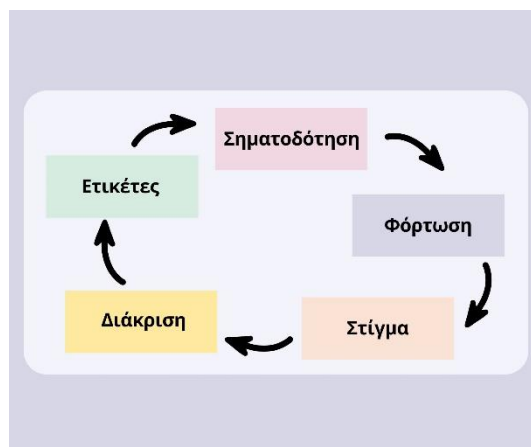 Σηματοδότηση
Ετικέτες
Φόρτωση
Διάκριση
Στίγμα